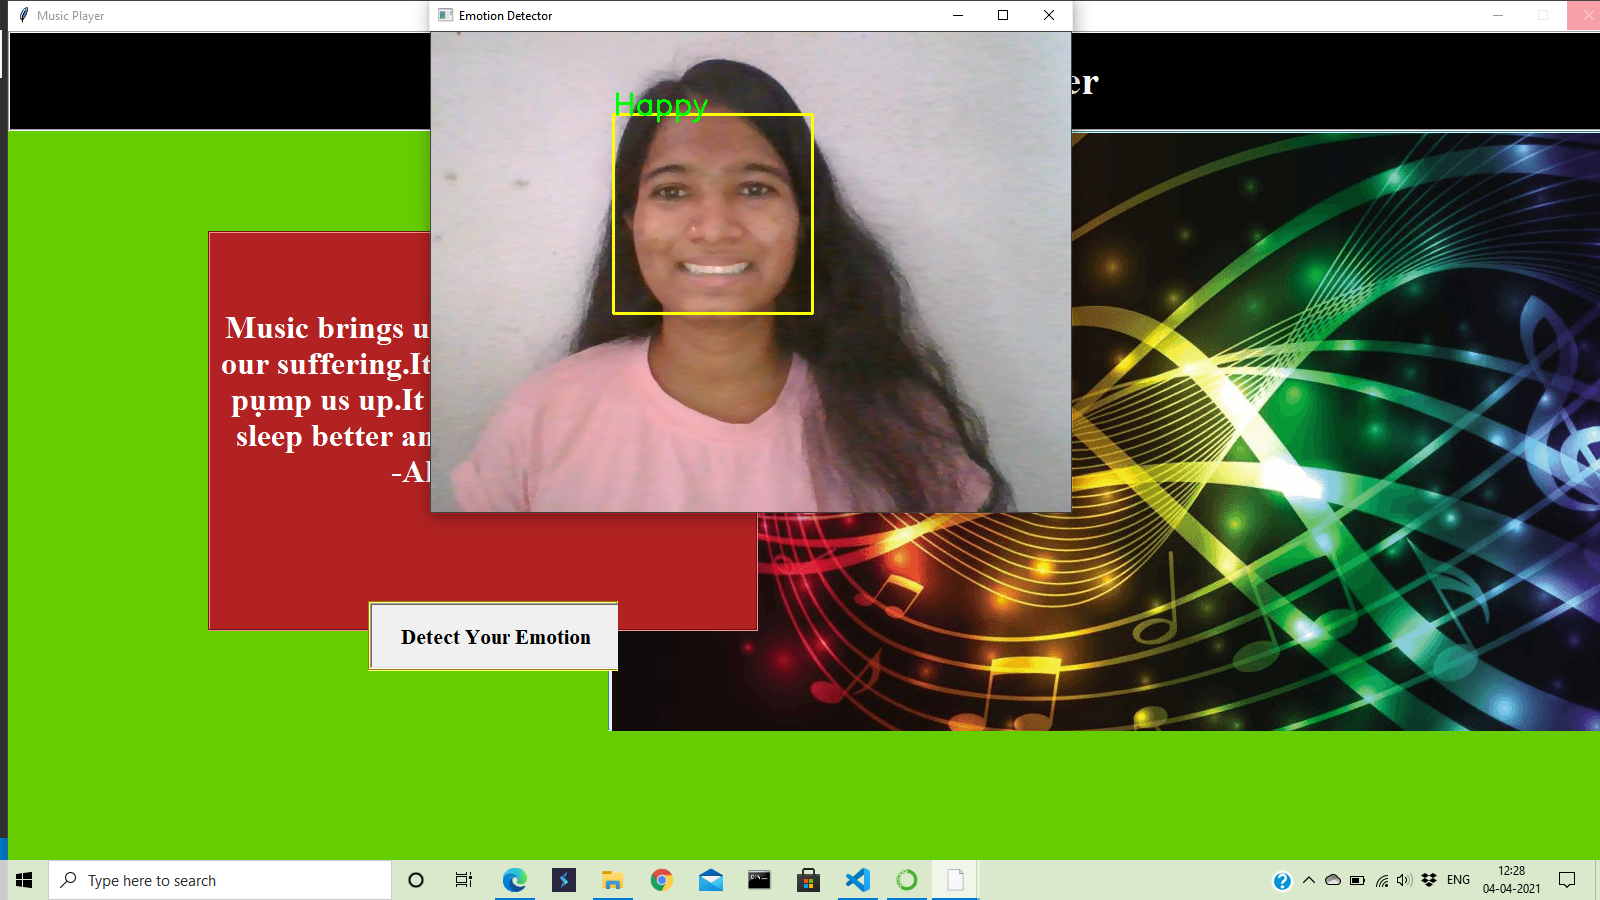 Music Player
Emotion Detector
er
Happy
Music brings u
our suffering.It
pump us up.It
sleep better an
-Al
Detect Your Emotion
Type here to search
ENG
12:28
04-04-2021